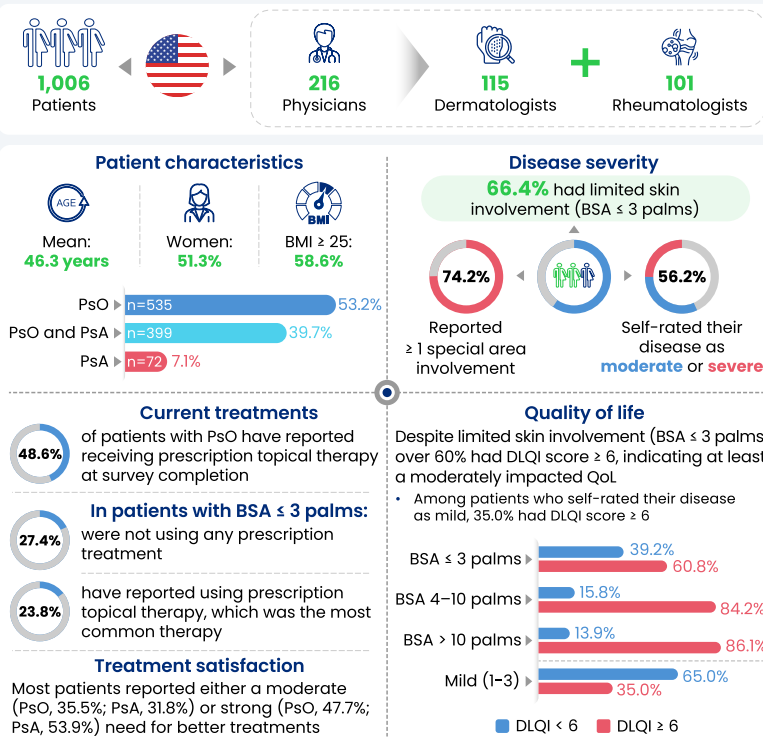 1,006
Patients
216
Physicians
115
Dermatologists
+
101
Rheumatologists
Patient characteristics
AGE
Mean:
46.3 years
Women:
51.3%
BMI
BMI ≥ 25:
58.6%
PsO n=535 53.2%
PsO and PsA n=399 39.7%
PsA n=72 7.1%
Disease severity
66.4% had limited skin
involvement (BSA ≤ 3 palms)
74.2%
Reported
≥ 1 special area
involvement
56.2%
Self-rated their
disease as
moderate or severe
Current treatments
48.6%
of patients with PsO have reported
receiving prescription topical therapy
at survey completion
In patients with BSA ≤ 3 palms:
27.4%
were not using any prescription
treatment
23.8%
have reported using prescription
topical therapy, which was the most
common therapy
Treatment satisfaction
Most patients reported either a moderate
(PsO, 35.5%; PsA, 31.8%) or strong (PsO, 47.7%;
PsA, 53.9%) need for better treatments
Quality of life
Despite limited skin involvement (BSA ≤ 3 palms
over 60% had DLQI score ≥ 6, indicating at least
a moderately impacted QoL
• Among patients who self-rated their disease
as mild, 35.0% had DLQI score ≥ 6
BSA ≤ 3 palms 39.2%
60.8%
BSA 4–10 palms 15.8%
84.2%
BSA > 10 palms 13.9%
86.1%
Mild (1-3) 65.0%
35.0%
DLQI < 6 DLQI ≥ 6